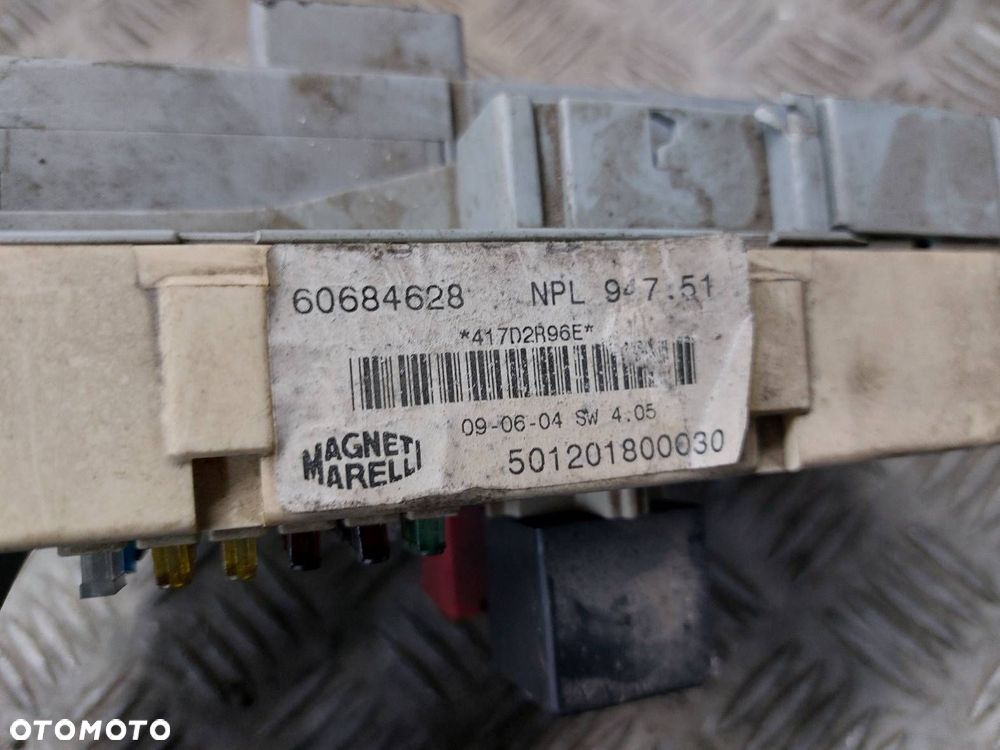 60684628 NPL 947.51
*417D2R96E*
09-06-04 SW 4.05
MAGNETI
MARELLI
501201800030
OTOMOTO